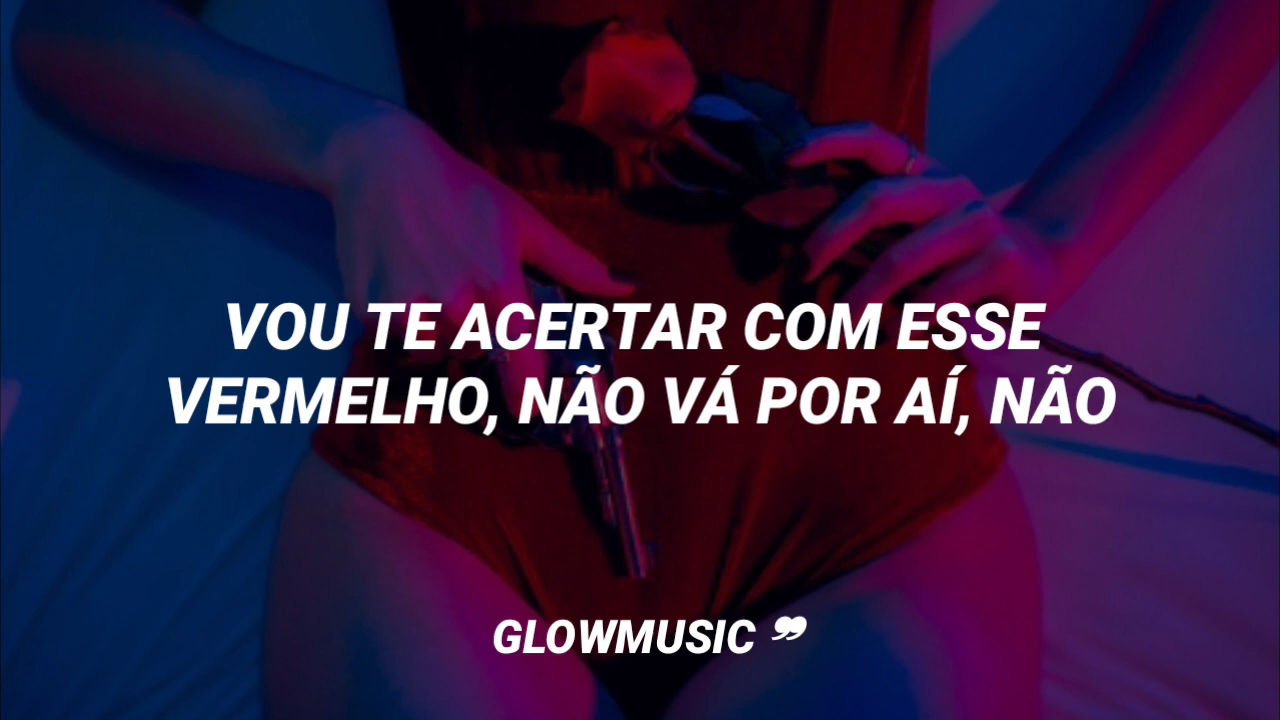 VOU TE ACERTAR COM ESSE
VERMELHO, NÃO VÁ POR AÍ, NÃO
GLOWMUSIC ❞